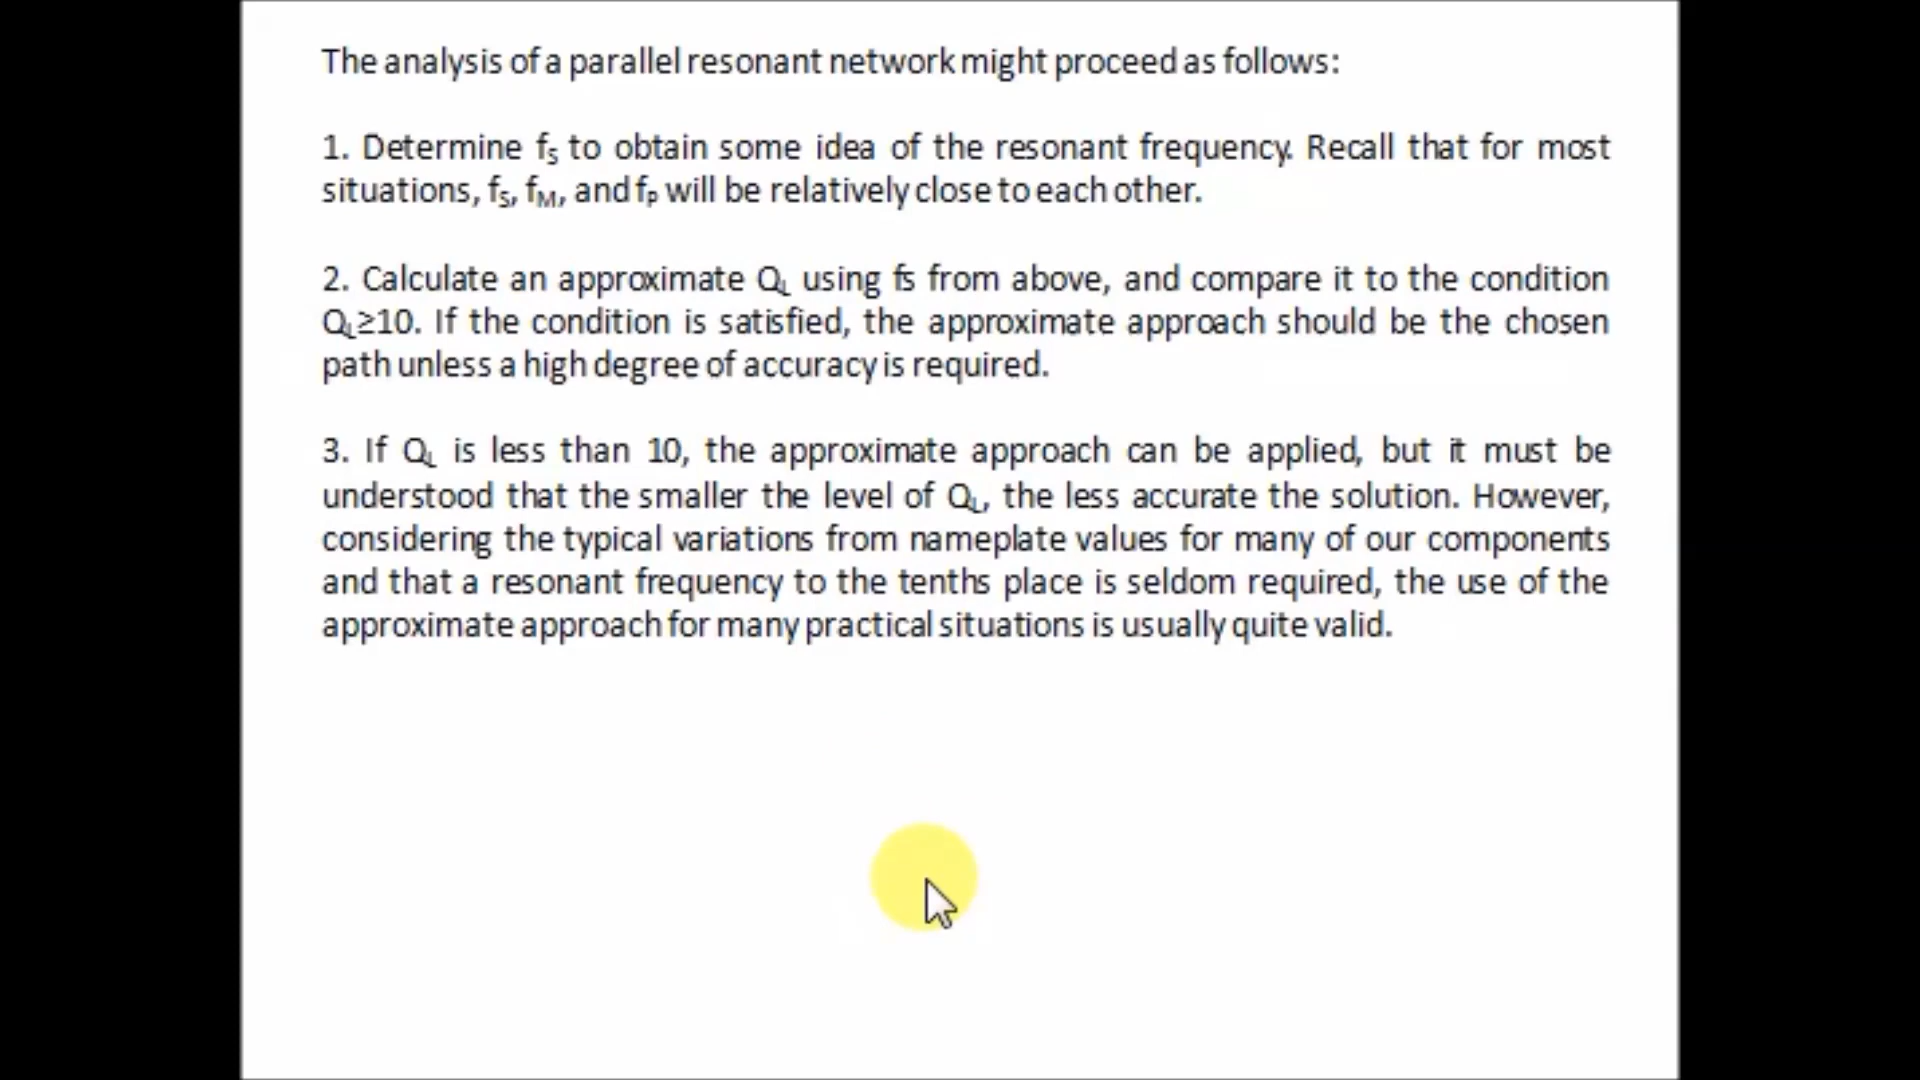 The analysis of a parallel resonant network might proceed as follows:
1. Determine fS to obtain some idea of the resonant frequency. Recall that for most
situations, fS, fM, and fP will be relatively close to each other.
2. Calculate an approximate QL using fs from above, and compare it to the condition
QL≥10. If the condition is satisfied, the approximate approach should be the chosen
path unless a high degree of accuracy is required.
3. If QL is less than 10, the approximate approach can be applied, but it must be
understood that the smaller the level of QL, the less accurate the solution. However,
considering the typical variations from nameplate values for many of our components
and that a resonant frequency to the tenths place is seldom required, the use of the
approximate approach for many practical situations is usually quite valid.